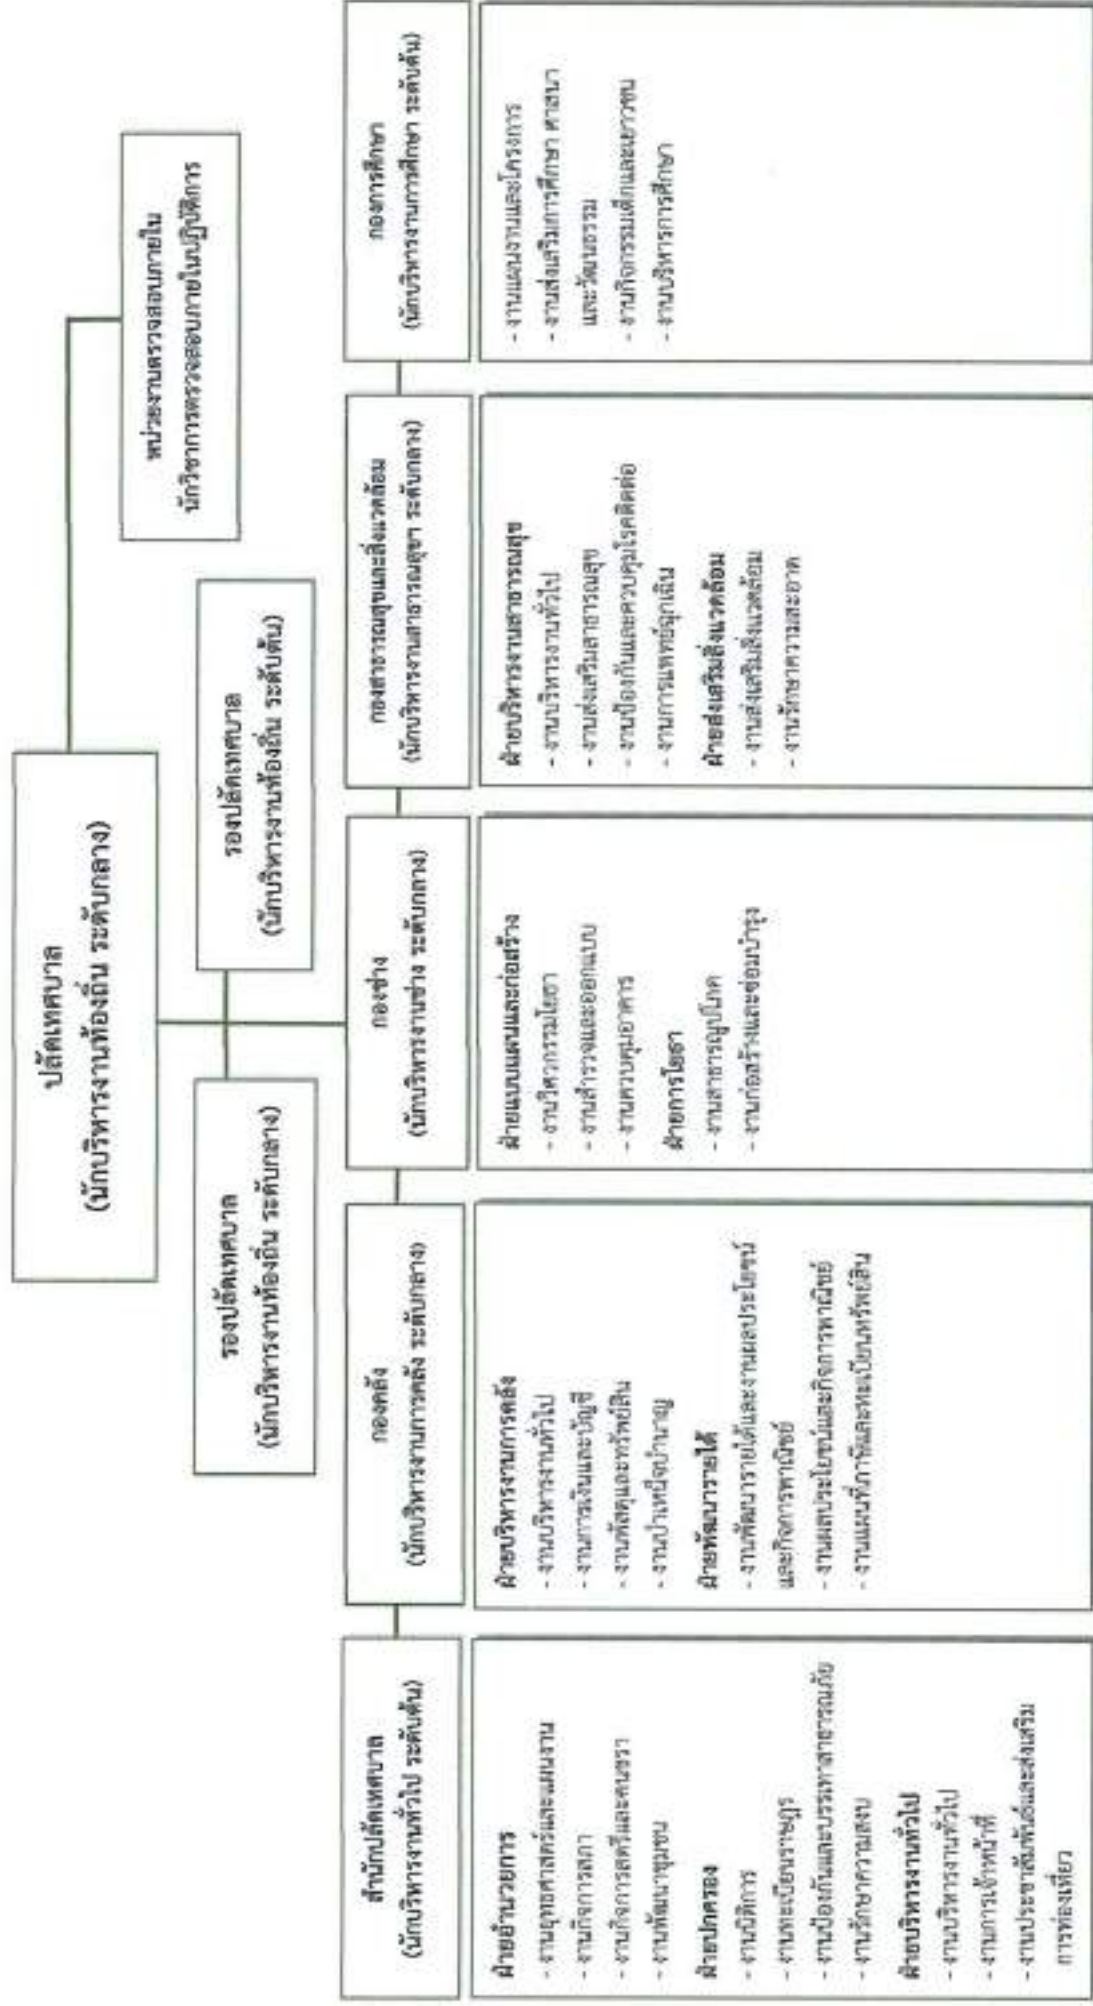 ปลัดเทศบาล
(นักบริหารงานท้องถิ่น ระดับกลาง)
หน่วยงานตรวจสอบภายใน
นักวิชาการตรวจสอบภายในปฏิบัติการ
รองปลัดเทศบาล
(นักบริหารงานท้องถิ่น ระดับกลาง)
รองปลัดเทศบาล
(นักบริหารงานท้องถิ่น ระดับต้น)
สำนักปลัดเทศบาล
(นักบริหารงานทั่วไป ระดับต้น)
ฝ่ายอำนวยการ
- งานยุทธศาสตร์และแผนงาน
- งานกิจการสภา
- งานกิจการสตรีและคนชรา
- งานพัฒนาชุมชน
ฝ่ายปกครอง
- งานนิติการ
- งานทะเบียนราษฎร
- งานป้องกันและบรรเทาสาธารณภัย
- งานรักษาความสงบ
ฝ่ายบริหารงานทั่วไป
- งานบริหารงานทั่วไป
- งานการเจ้าหน้าที่
- งานประชาสัมพันธ์และส่งเสริม
การท่องเที่ยว
กองคลัง
(นักบริหารงานการคลัง ระดับกลาง)
ฝ่ายบริหารงานการคลัง
- งานบริหารงานทั่วไป
- งานการเงินและบัญชี
- งานพัสดุและทรัพย์สิน
- งานบำเหน็จบำนาญ
ฝ่ายพัฒนารายได้
- งานพัฒนารายได้และงานผลประโยชน์
และกิจการพาณิชย์
- งานผลประโยชน์และกิจการพาณิชย์
- งานแผนที่ภาษีและทะเบียนทรัพย์สิน
กองช่าง
(นักบริหารงานช่าง ระดับกลาง)
ฝ่ายแบบแผนและก่อสร้าง
- งานวิศวกรรมโยธา
- งานสำรวจและออกแบบ
- งานควบคุมอาคาร
ฝ่ายการโยธา
- งานสาธารณูปโภค
- งานก่อสร้างและซ่อมบำรุง
กองสาธารณสุขและสิ่งแวดล้อม
(นักบริหารงานสาธารณสุขฯ ระดับกลาง)
ฝ่ายบริหารงานสาธารณสุข
- งานบริหารงานทั่วไป
- งานส่งเสริมสาธารณสุข
- งานป้องกันและควบคุมโรคติดต่อ
- งานการแพทย์ฉุกเฉิน
ฝ่ายส่งเสริมสิ่งแวดล้อม
- งานส่งเสริมสิ่งแวดล้อม
- งานรักษาความสะอาด
กองการศึกษา
(นักบริหารงานการศึกษา ระดับต้น)
- งานแผนงานและโครงการ
- งานส่งเสริมการศึกษา ศาสนา
และวัฒนธรรม
- งานกิจกรรมเด็กและเยาวชน
- งานบริหารการศึกษา